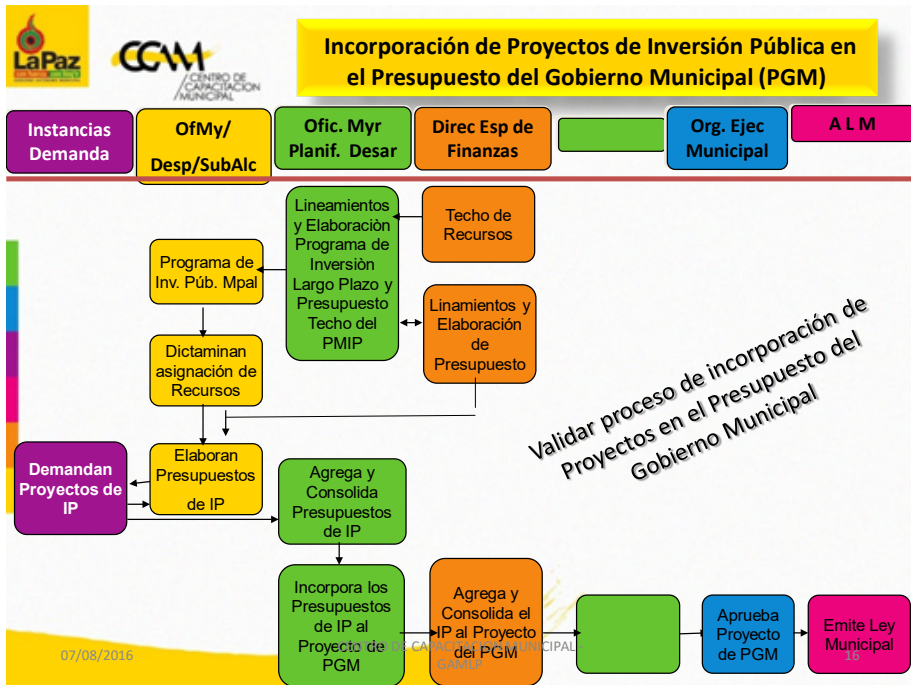 LaPaz
CCAM
CENTRO DE
CAPACITACION
MUNICIPAL
Incorporación de Proyectos de Inversión Pública en
el Presupuesto del Gobierno Municipal (PGM)
Instancias
Demanda
OfMy/
Desp/SubAlc
Ofic. Myr
Planif. Desar
Direc Esp de
Finanzas
Org. Ejec
Municipal
A L M
Lineamientos
y Elaboraciòn
Programa de
Inversiòn
Largo Plazo y
Presupuesto
Techo del
PMIP
Techo de
Recursos
Programa de
Inv. Púb. Mpal
Linamientos y
Elaboración
de
Presupuesto
Dictaminan
asignación de
Recursos
Validar proceso de incorporación de
Proyectos en el Presupuesto del
Gobierno Municipal
Demandan
Proyectos de
IP
Elaboran
Presupuestos
de IP
Agrega y
Consolida
Presupuestos
de IP
Incorpora los
Presupuestos
de IP al
Proyecto de
PGM
Agrega y
Consolida el
IP al Proyecto
del PGM
Aprueba
Proyecto
de PGM
Emite Ley
Municipal
07/08/2016
CENTRO DE CAPACITACION MUNICIPAL -
GAMLP
16